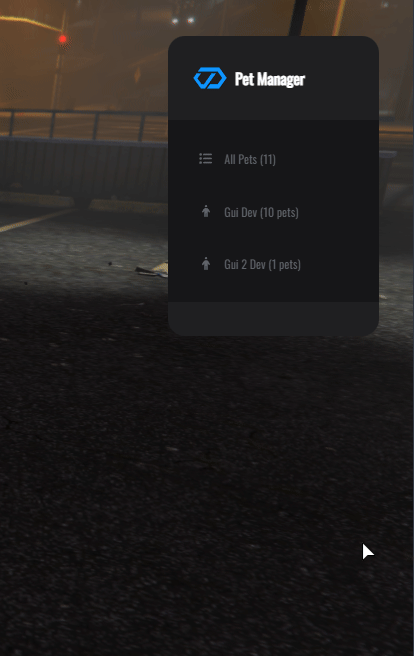 Pet Manager
All Pets (11)
Gui Dev (10 pets)
Gui 2 Dev (1 pets)